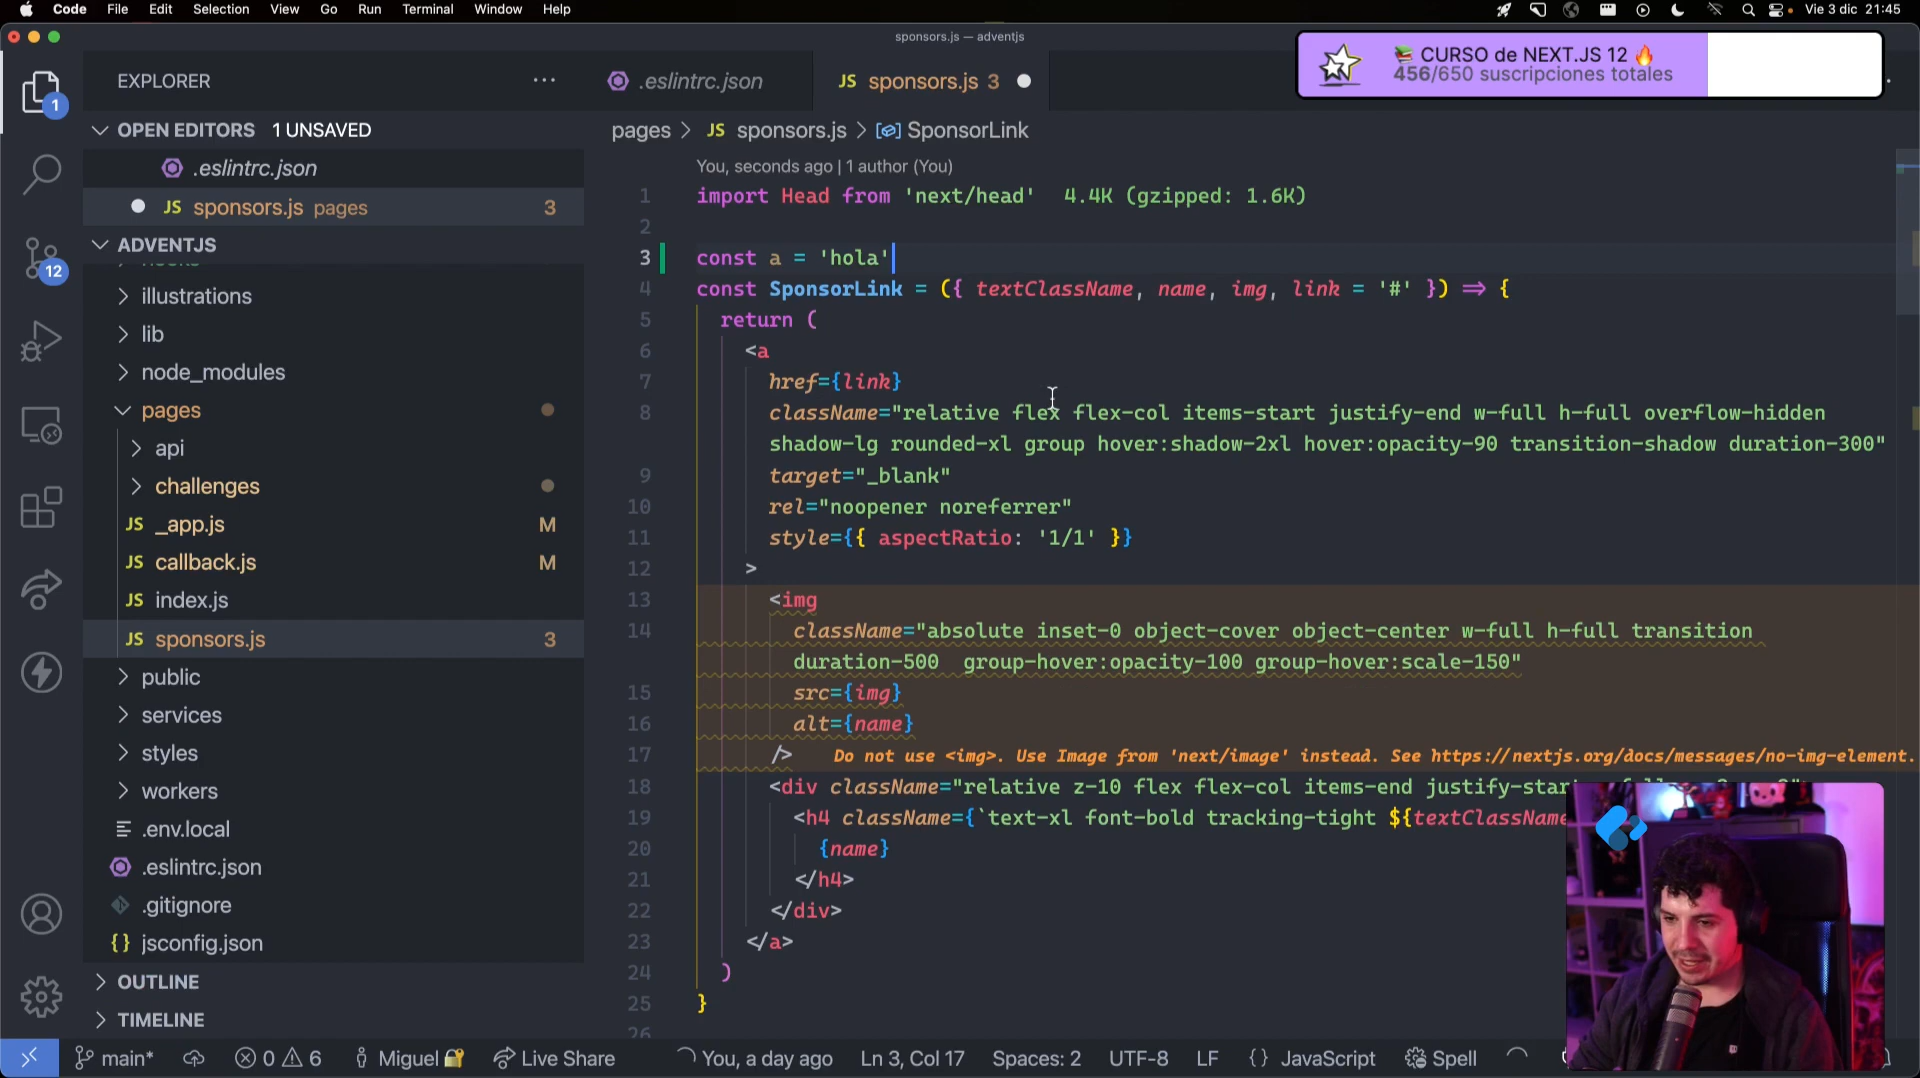 Code File Edit Selection View Go Run Terminal Window Help
Vie 3 dic 21:45
sponsors.js — adventjs
📚 CURSO de NEXT.JS 12 🔥
456/650 suscripciones totales
EXPLORER ···
.eslintrc.json
JS sponsors.js 3
1
OPEN EDITORS 1 UNSAVED
.eslintrc.json
JS sponsors.js pages 3
ADVENTJS
12
illustrations
lib
node_modules
pages
api
challenges
JS _app.js M
JS callback.js M
JS index.js
JS sponsors.js 3
public
services
styles
workers
.env.local
.eslintrc.json
.gitignore
{} jsconfig.json
OUTLINE
TIMELINE
pages > JS sponsors.js > SponsorLink
You, seconds ago | 1 author (You)
1 import Head from 'next/head' 4.4K (gzipped: 1.6K)
2
3 const a = 'hola'
4 const SponsorLink = ({ textClassName, name, img, link = '#' }) => {
5 return (
6 <a
7 href={link}
8 className="relative flex flex-col items-start justify-end w-full h-full overflow-hidden
shadow-lg rounded-xl group hover:shadow-2xl hover:opacity-90 transition-shadow duration-300"
9 target="_blank"
10 rel="noopener noreferrer"
11 style={{ aspectRatio: '1/1' }}
12 >
13 <img
14 className="absolute inset-0 object-cover object-center w-full h-full transition
duration-500 group-hover:opacity-100 group-hover:scale-150"
15 src={img}
16 alt={name}
17 /> Do not use <img>. Use Image from 'next/image' instead. See https://nextjs.org/docs/messages/no-img-element.
18 <div className="relative z-10 flex flex-col items-end justify-star
19 <h4 className={`text-xl font-bold tracking-tight ${textClassName
20 {name}
21 </h4>
22 </div>
23 </a>
24 )
25 }
26
main* 0 6 Miguel 🔐 Live Share You, a day ago Ln 3, Col 17 Spaces: 2 UTF-8 LF {} JavaScript Spell